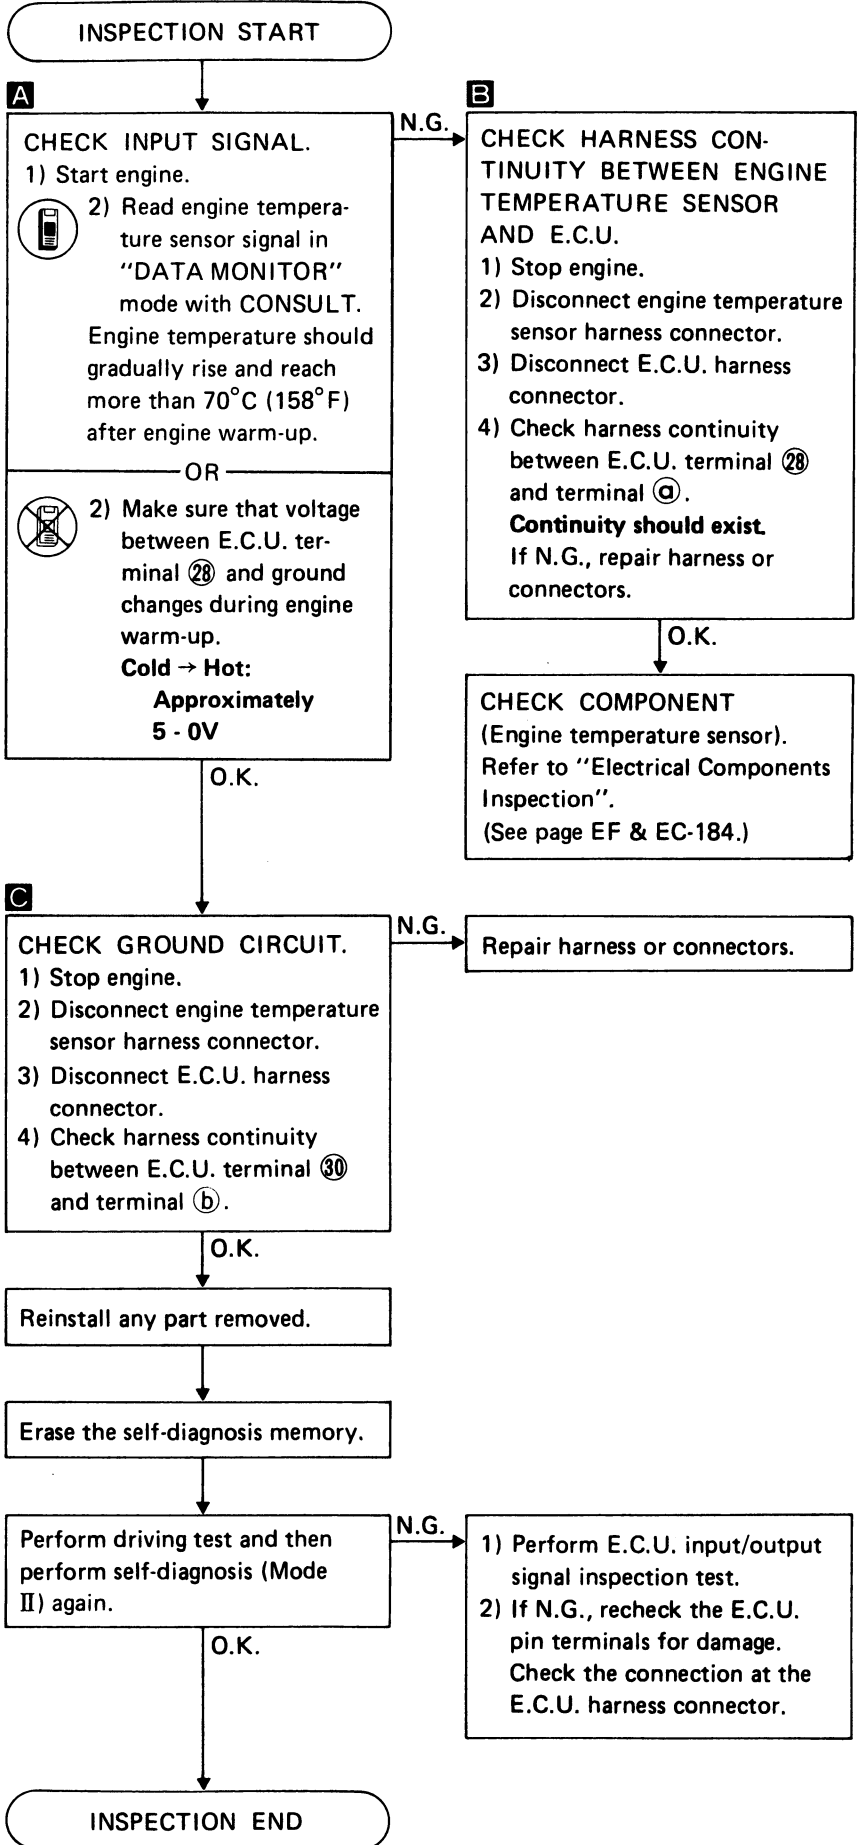 INSPECTION START
A
CHECK INPUT SIGNAL.
1) Start engine.
2) Read engine tempera-
ture sensor signal in
"DATA MONITOR"
mode with CONSULT.
Engine temperature should
gradually rise and reach
more than 70°C (158°F)
after engine warm-up.
OR
2) Make sure that voltage
between E.C.U. ter-
minal ㉘ and ground
changes during engine
warm-up.
Cold → Hot:
Approximately
5 - 0V
N.G.
B
CHECK HARNESS CON-
TINUITY BETWEEN ENGINE
TEMPERATURE SENSOR
AND E.C.U.
1) Stop engine.
2) Disconnect engine temperature
sensor harness connector.
3) Disconnect E.C.U. harness
connector.
4) Check harness continuity
between E.C.U. terminal ㉘
and terminal ⓐ.
Continuity should exist.
If N.G., repair harness or
connectors.
O.K.
CHECK COMPONENT
(Engine temperature sensor).
Refer to "Electrical Components
Inspection".
(See page EF & EC-184.)
O.K.
C
CHECK GROUND CIRCUIT.
1) Stop engine.
2) Disconnect engine temperature
sensor harness connector.
3) Disconnect E.C.U. harness
connector.
4) Check harness continuity
between E.C.U. terminal ㉚
and terminal ⓑ.
N.G.
Repair harness or connectors.
O.K.
Reinstall any part removed.
Erase the self-diagnosis memory.
Perform driving test and then
perform self-diagnosis (Mode
II) again.
N.G.
1) Perform E.C.U. input/output
signal inspection test.
2) If N.G., recheck the E.C.U.
pin terminals for damage.
Check the connection at the
E.C.U. harness connector.
O.K.
INSPECTION END